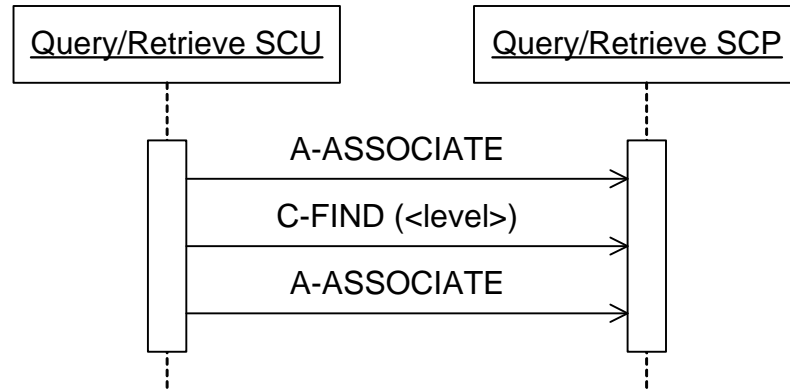 Query/Retrieve SCU
Query/Retrieve SCP
A-ASSOCIATE
C-FIND (<level>)
A-ASSOCIATE